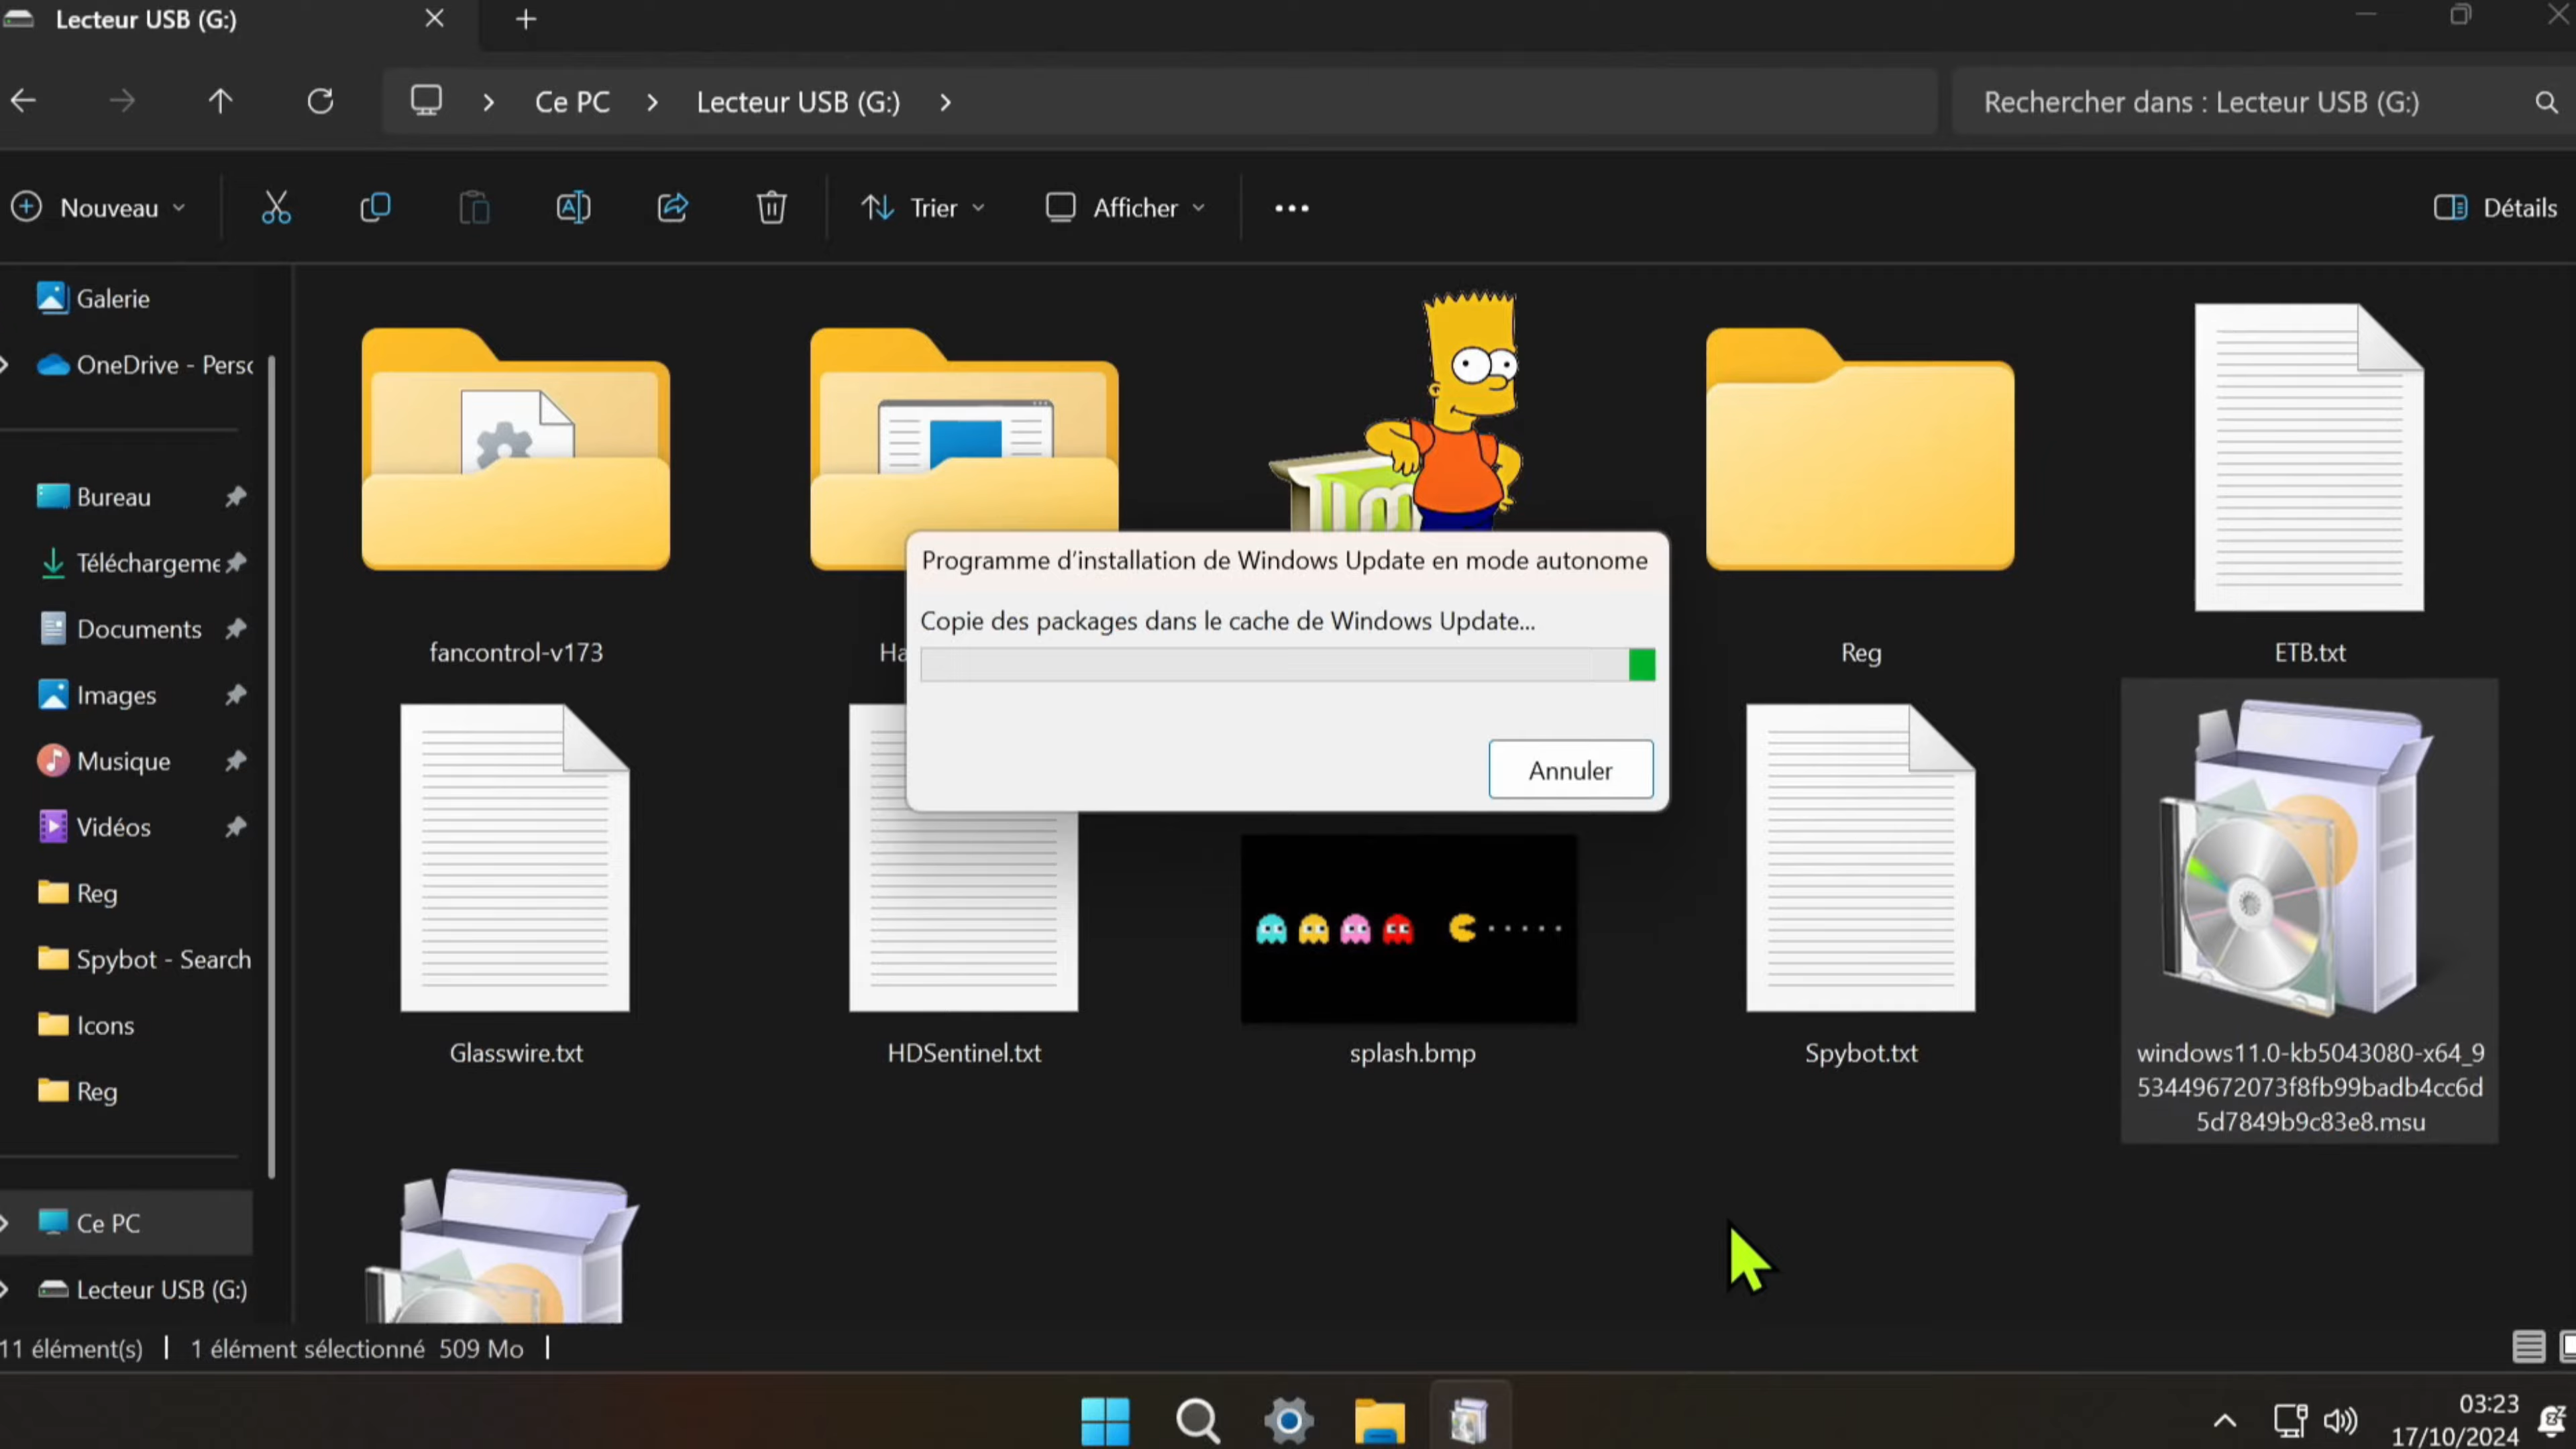 Lecteur USB (G:)
Ce PC
Lecteur USB (G:)
Rechercher dans : Lecteur USB (G:)
Nouveau
Trier
Afficher
Détails
Galerie
OneDrive - Perso
Bureau
Téléchargeme
Documents
Images
Musique
Vidéos
Reg
Spybot - Search
Icons
Reg
Ce PC
Lecteur USB (G:)
fancontrol-v173
Ha
Reg
ETB.txt
Programme d'installation de Windows Update en mode autonome
Copie des packages dans le cache de Windows Update...
Annuler
Glasswire.txt
HDSentinel.txt
splash.bmp
Spybot.txt
windows11.0-kb5043080-x64_9
53449672073f8fb99badb4cc6d
5d7849b9c83e8.msu
11 élément(s)
1 élément sélectionné 509 Mo
03:23
17/10/2024